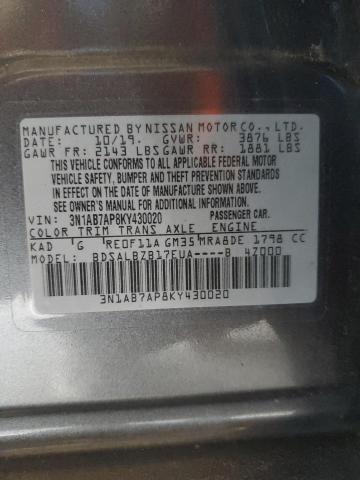 MANUFACTURED BY NISSAN MOTOR CO., LTD.
DATE: 10/19. GVWR: 3876 LBS
GAWR FR: 2143 LBS GAWR RR: 1881 LBS
THIS VEHICLE CONFORMS TO ALL APPLICABLE FEDERAL MOTOR
VEHICLE SAFETY, BUMPER AND THEFT PREVENTION STANDARDS
IN EFFECT ON THE DATE OF MANUFACTURE SHOWN ABOVE.
SEE OWNER'S MANUAL FOR ADDITIONAL INFORMATION.
VIN: 3N1AB7AP8KY430020 PASSENGER CAR.
COLOR TRIM TRANS AXLE ENGINE
KAD G RE0F11A GM35 MRA8DE 1798 CC
MODEL: BDSALBZB17EUA----B 4Z000
3N1AB7AP8KY430020